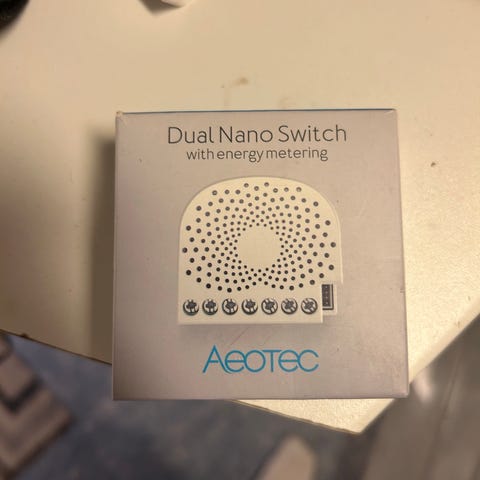 Dual Nano Switch
with energy metering
AEOTEC